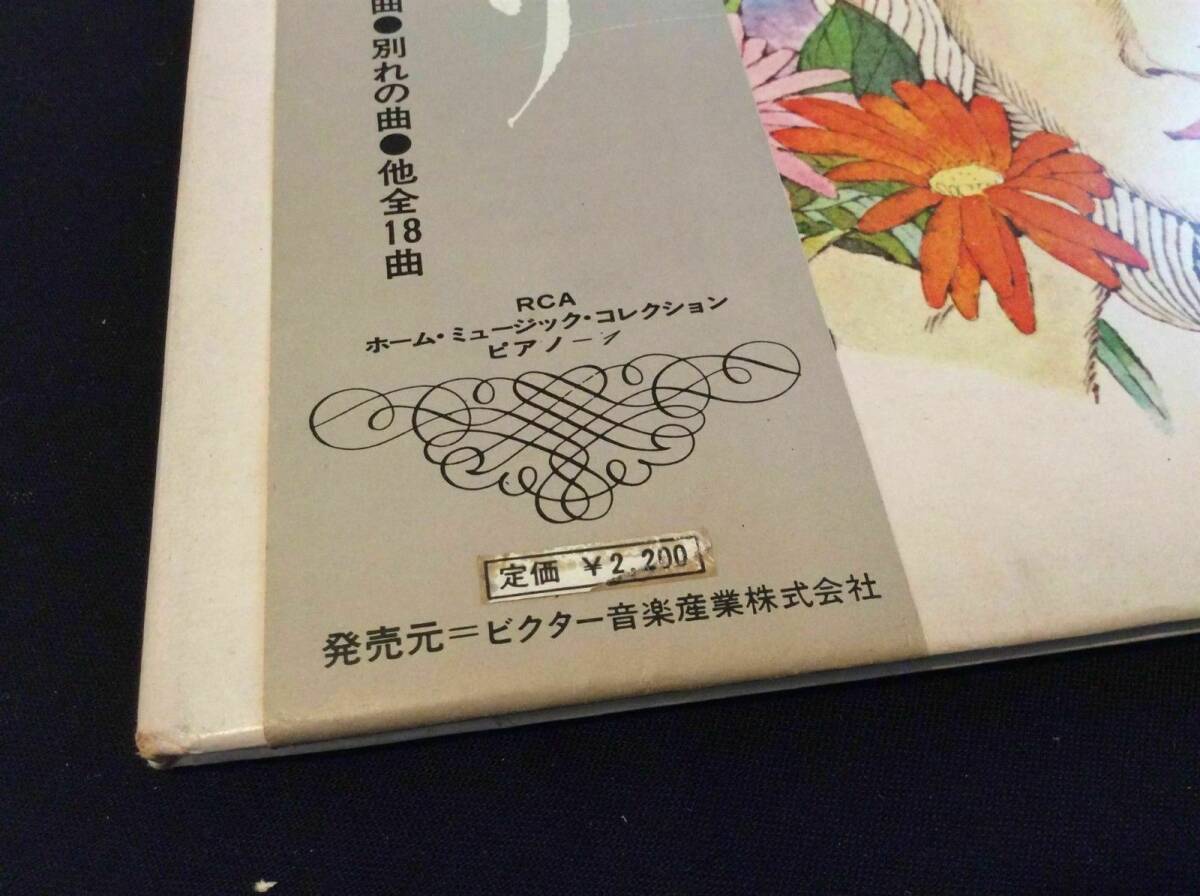 曲●別れの曲●他全18曲
RCA
ホーム・ミュージック・コレクション
ピアノ－1
定価 ￥2,200
発売元＝ビクター音楽産業株式会社